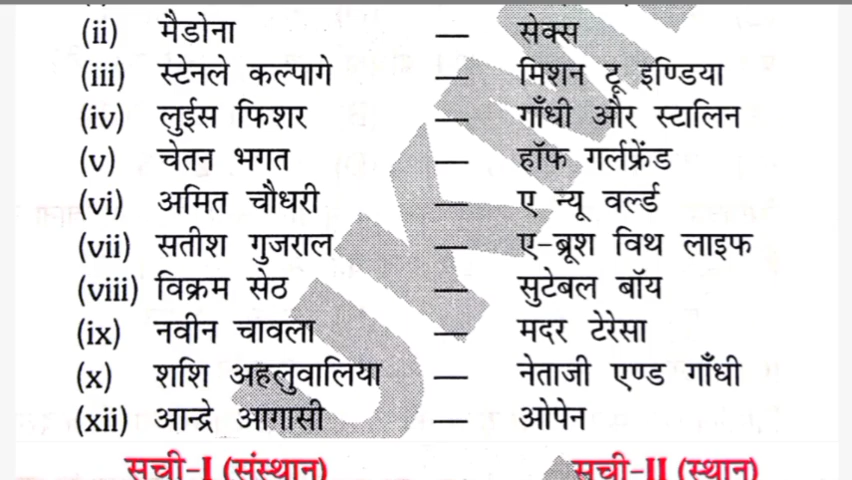 (ii) मैडोना — सेक्स
(iii) स्टेनले कल्पागे — मिशन टू इण्डिया
(iv) लुईस फिशर — गाँधी और स्टालिन
(v) चेतन भगत — हॉफ गर्लफ्रेंड
(vi) अमित चौधरी — ए न्यू वर्ल्ड
(vii) सतीश गुजराल — ए-ब्रूश विथ लाइफ
(viii) विक्रम सेठ — सुटेबल बॉय
(ix) नवीन चावला — मदर टेरेसा
(x) शशि अहलुवालिया — नेताजी एण्ड गाँधी
(xii) आन्द्रे आगासी — ओपेन
सूची-I (संस्थान) सूची-II (स्थान)